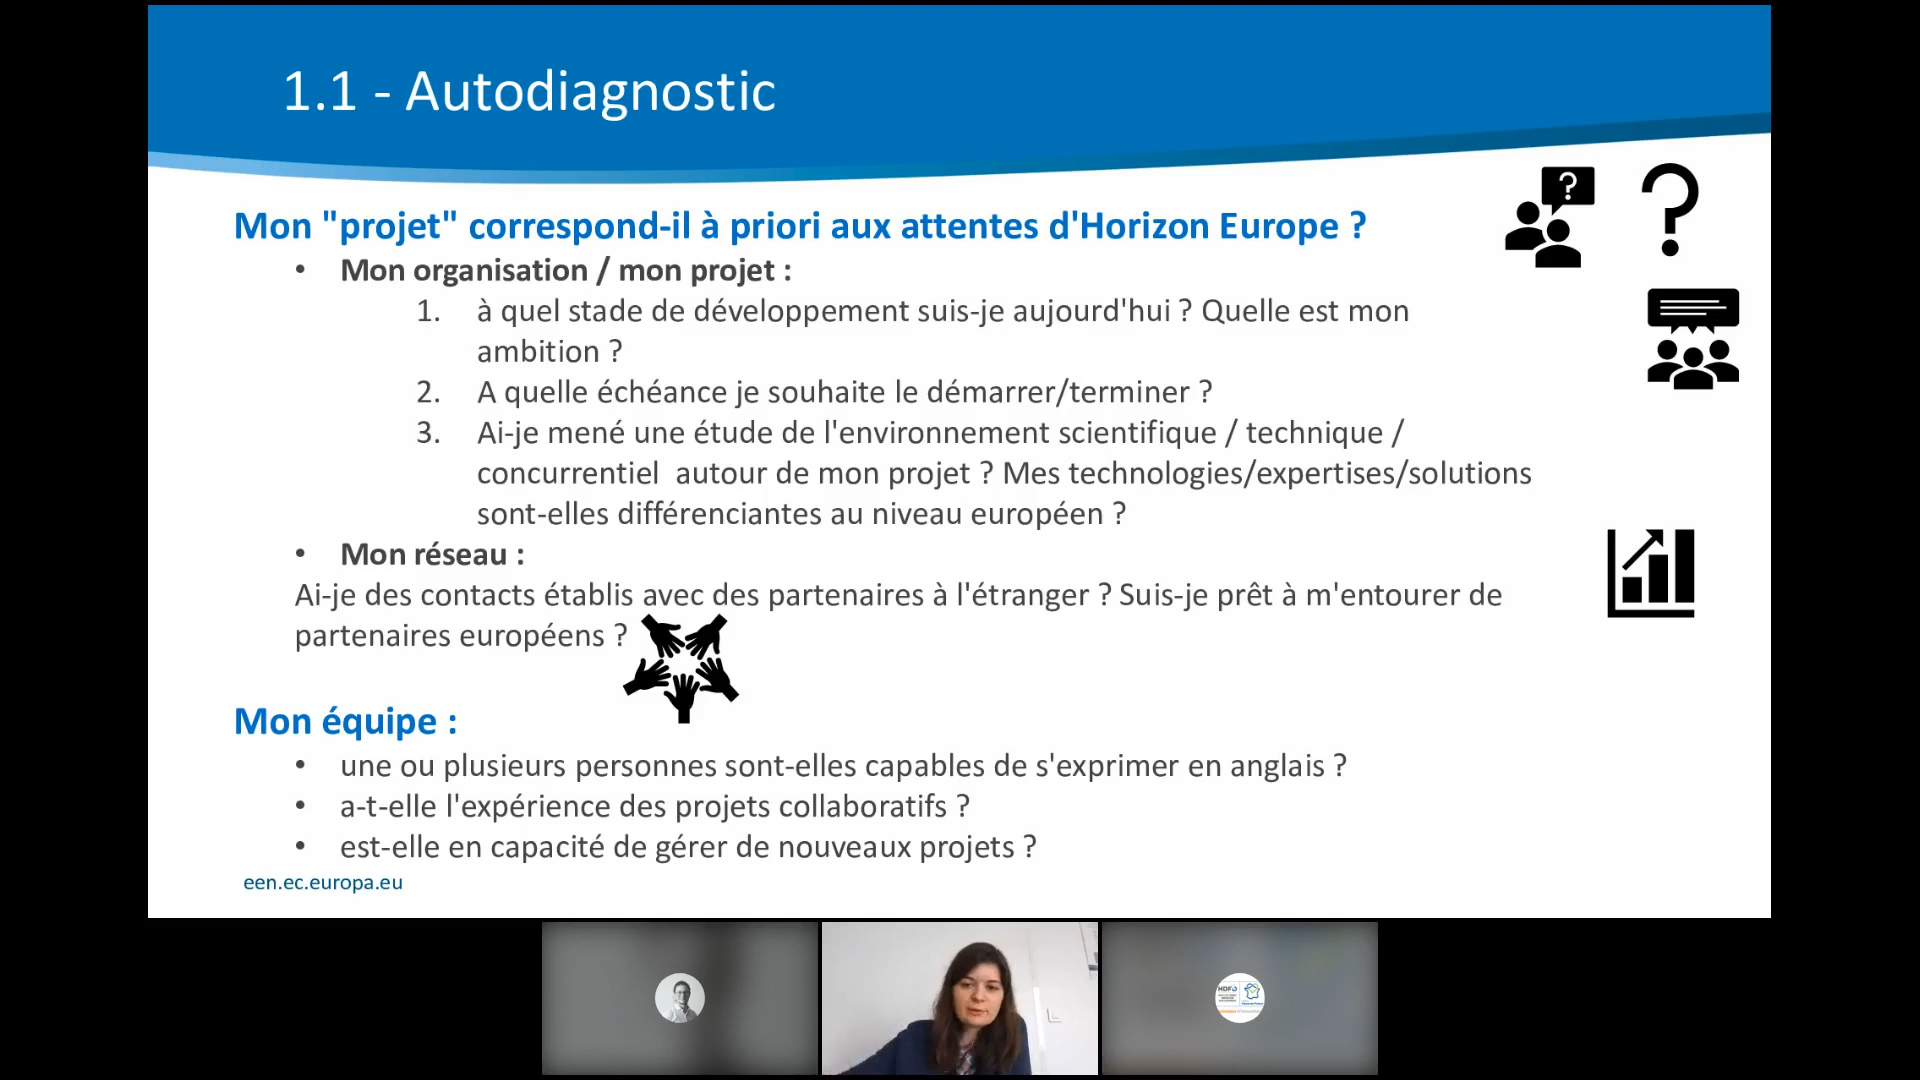 1.1 - Autodiagnostic
Mon "projet" correspond-il à priori aux attentes d'Horizon Europe ?
• Mon organisation / mon projet :
1. à quel stade de développement suis-je aujourd'hui ? Quelle est mon
ambition ?
2. A quelle échéance je souhaite le démarrer/terminer ?
3. Ai-je mené une étude de l'environnement scientifique / technique /
concurrentiel autour de mon projet ? Mes technologies/expertises/solutions
sont-elles différenciantes au niveau européen ?
• Mon réseau :
Ai-je des contacts établis avec des partenaires à l'étranger ? Suis-je prêt à m'entourer de
partenaires européens ?
Mon équipe :
• une ou plusieurs personnes sont-elles capables de s'exprimer en anglais ?
• a-t-elle l'expérience des projets collaboratifs ?
• est-elle en capacité de gérer de nouveaux projets ?
een.ec.europa.eu
HDFD